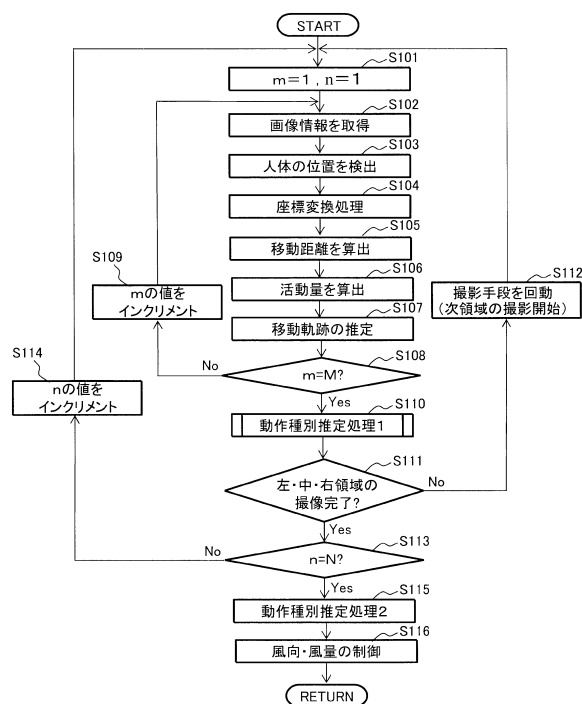 START
S101
m=1 , n=1
S102
画像情報を取得
S103
人体の位置を検出
S104
座標変換処理
S105
移動距離を算出
S106
活動量を算出
S107
移動軌跡の推定
S108
m=M?
No
Yes
S109
mの値を
インクリメント
S110
動作種別推定処理1
S111
左・中・右領域の
撮像完了?
No
Yes
S112
撮影手段を回動
(次領域の撮影開始)
S113
n=N?
No
Yes
S114
nの値を
インクリメント
S115
動作種別推定処理2
S116
風向・風量の制御
RETURN